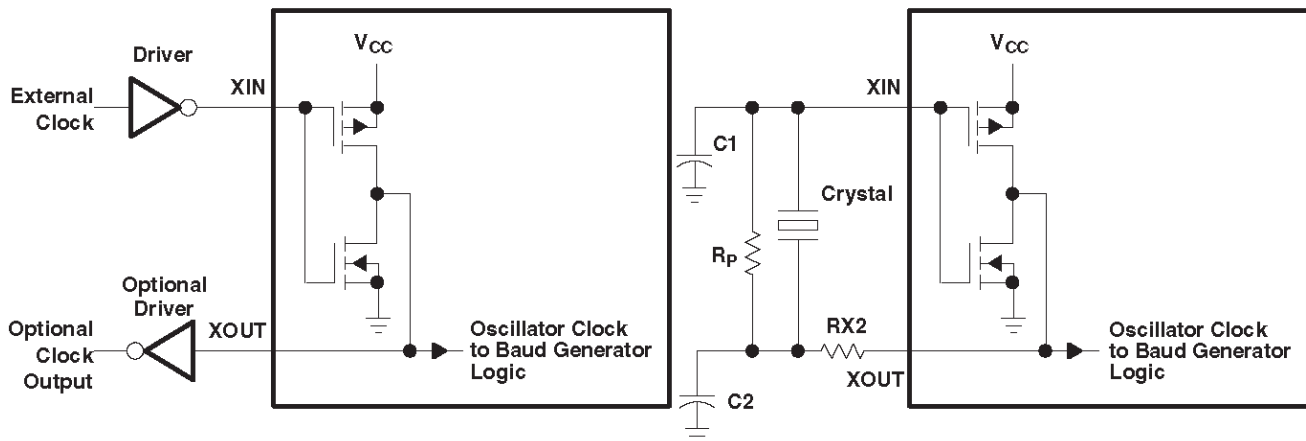 Driver
External
Clock
XIN
VCC
Optional
Driver
Optional
Clock
Output
XOUT
Oscillator Clock
to Baud Generator
Logic
C1
Crystal
RP
RX2
C2
XIN
VCC
XOUT
Oscillator Clock
to Baud Generator
Logic